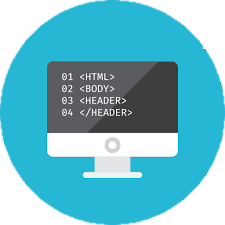 01 <HTML>
02 <BODY>
03 <HEADER>
04 </HEADER>